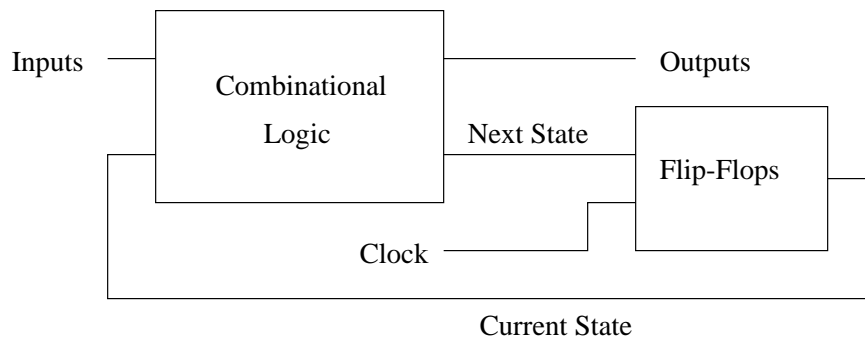 Inputs
Combinational
Logic
Outputs
Next State
Flip-Flops
Clock
Current State